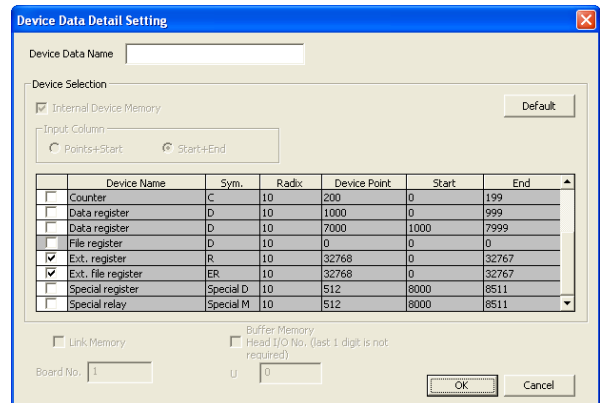 Device Data Detail Setting
Device Data Name
Device Selection
Internal Device Memory
Default
Input Column
Points+Start Start+End
Device Name Sym. Radix Device Point Start End
Counter C 10 200 0 199
Data register D 10 1000 0 999
Data register D 10 7000 1000 7999
File register D 10 0 0 0
Ext. register R 10 32768 0 32767
Ext. file register ER 10 32768 0 32767
Special register Special D 10 512 8000 8511
Special relay Special M 10 512 8000 8511
Buffer Memory
Link Memory Head I/O No. (last 1 digit is not
required)
Board No. 1 U 0
OK Cancel